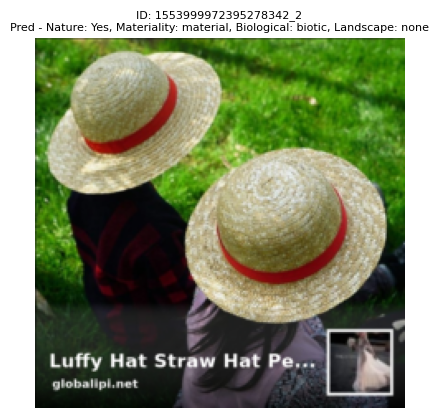 ID: 1553999972395278342_2
Pred - Nature: Yes, Materiality: material, Biological: biotic, Landscape: none
Luffy Hat Straw Hat Pe...
globalipi.net